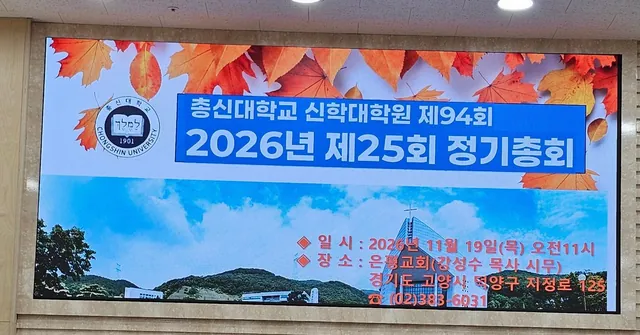 총신대학교
CHONGSHIN UNIVERSITY
1901
총신대학교 신학대학원 제94회
2026년 제25회 정기총회
◈ 일 시 : 2026년 11월 19일(목) 오전11시
◈ 장 소 : 은평교회(강성수 목사 시무)
경기도 고양시 덕양구 지정로 125
☎ (02)383-6031